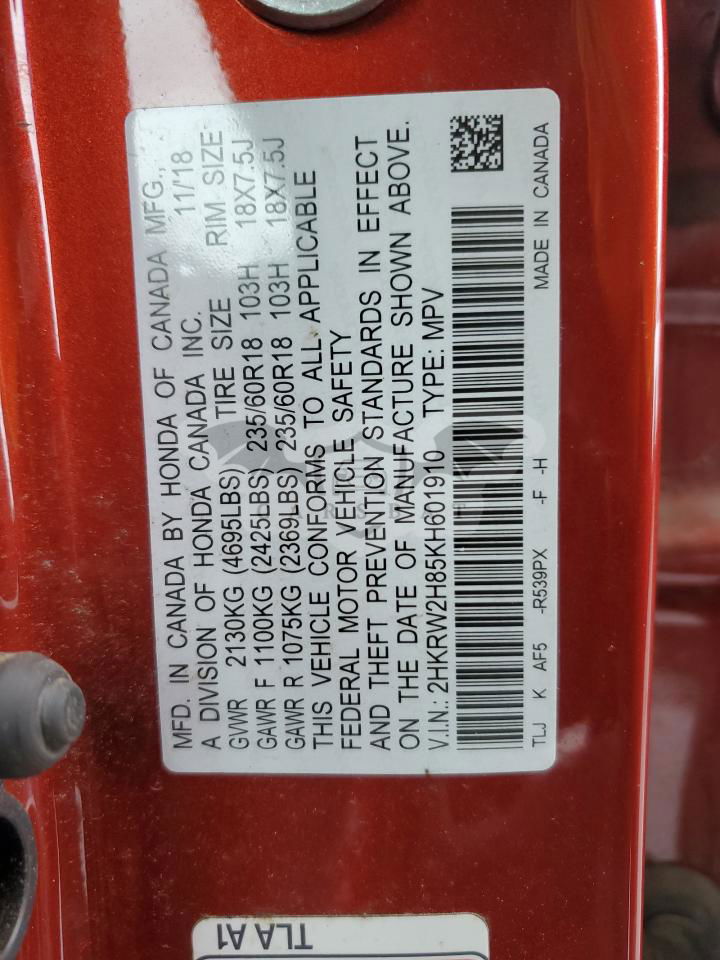 MFD. IN CANADA BY HONDA OF CANADA MFG.,
A DIVISION OF HONDA CANADA INC. 11/'18
GVWR 2130KG (4695LBS) TIRE SIZE RIM SIZE
GAWR F 1100KG (2425LBS) 235/60R18 103H 18X7.5J
GAWR R 1075KG (2369LBS) 235/60R18 103H 18X7.5J
THIS VEHICLE CONFORMS TO ALL APPLICABLE
FEDERAL MOTOR VEHICLE SAFETY
AND THEFT PREVENTION STANDARDS IN EFFECT
ON THE DATE OF MANUFACTURE SHOWN ABOVE.
V.I.N.: 2HKRW2H85KH601910 TYPE: MPV
TLJ K AF5 -R539PX -F -H MADE IN CANADA
TLA A1